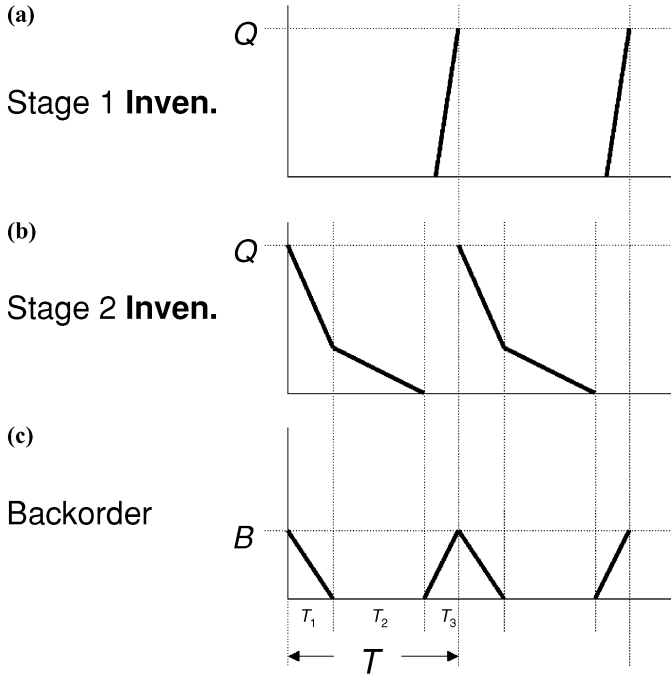 (a)
Q
Stage 1 Inven.
(b)
Q
Stage 2 Inven.
(c)
Backorder
B
T1 T2 T3
T